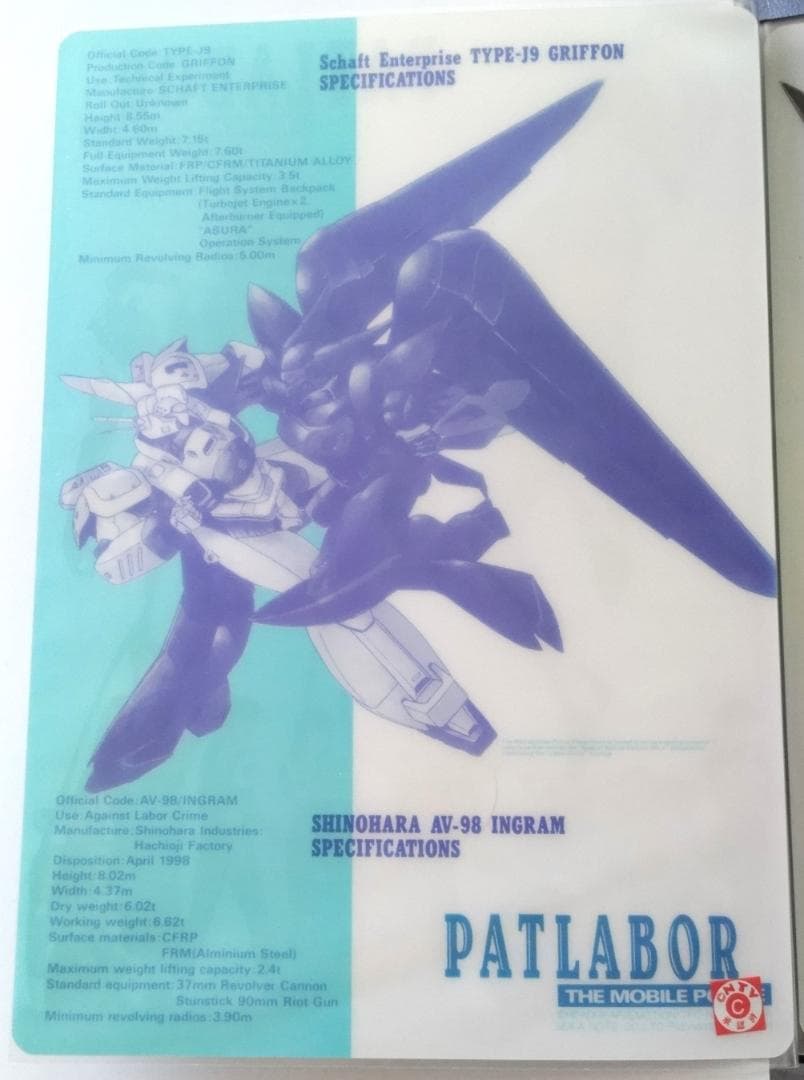 Official Code:TYPE-J9
Production Code:GRIFFON
Use:Technical Experiment
Manufacture:SCHAFT ENTERPRISE
Roll Out:Unknown
Height:8.55m
Widht:4.60m
Standard Weight:7.15t
Full Equipment Weight:7.60t
Surface Material:FRP/CFRM/TITANIUM ALLOY
Maximum Weight Lifting Capacity:3.5t
Standard Equipment:Flight System Backpack
(Turbojet Engine×2,
Afterburner Equipped)
"ASURA"
Operation System
Minimum Revolving Radios:5.00m
Schaft Enterprise TYPE-J9 GRIFFON
SPECIFICATIONS
Official Code:AV-98/INGRAM
Use:Against Labor Crime
Manufacture:Shinohara Industries:
Hachioji Factory
Disposition:April 1998
Height:8.02m
Width:4.37m
Dry weight:6.02t
Working weight:6.62t
Surface materials:CFRP
FRM(Alminium Steel)
Maximum weight lifting capacity:2.4t
Standard equipment:37mm Revolver Cannon
Stunstick 90mm Riot Gun
Minimum revolving radios:3.90m
SHINOHARA AV-98 INGRAM
SPECIFICATIONS
PATLABOR
THE MOBILE PO
NTV
C